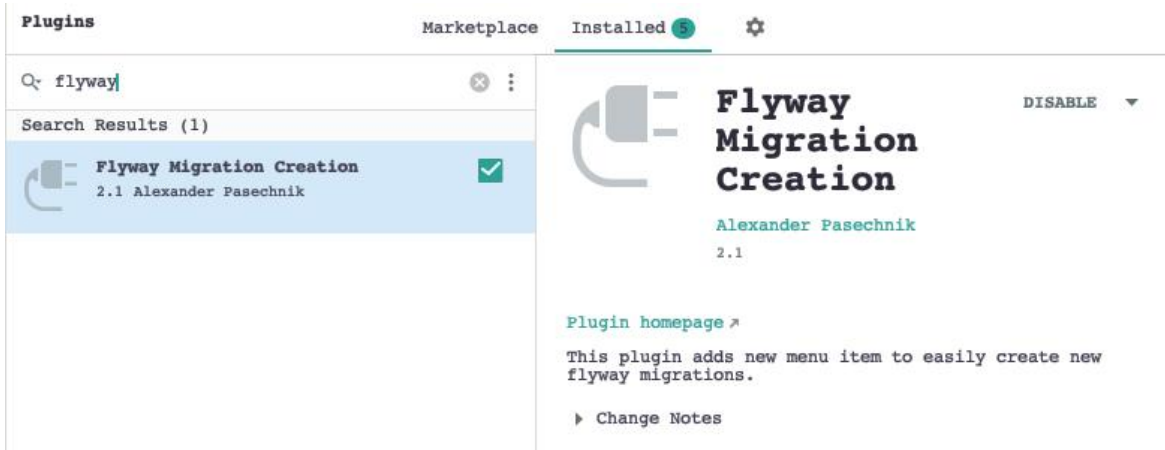 Plugins
Marketplace
Installed 5
flyway
Search Results (1)
Flyway Migration Creation
2.1 Alexander Pasechnik
Flyway
Migration
Creation
DISABLE
Alexander Pasechnik
2.1
Plugin homepage
This plugin adds new menu item to easily create new
flyway migrations.
Change Notes